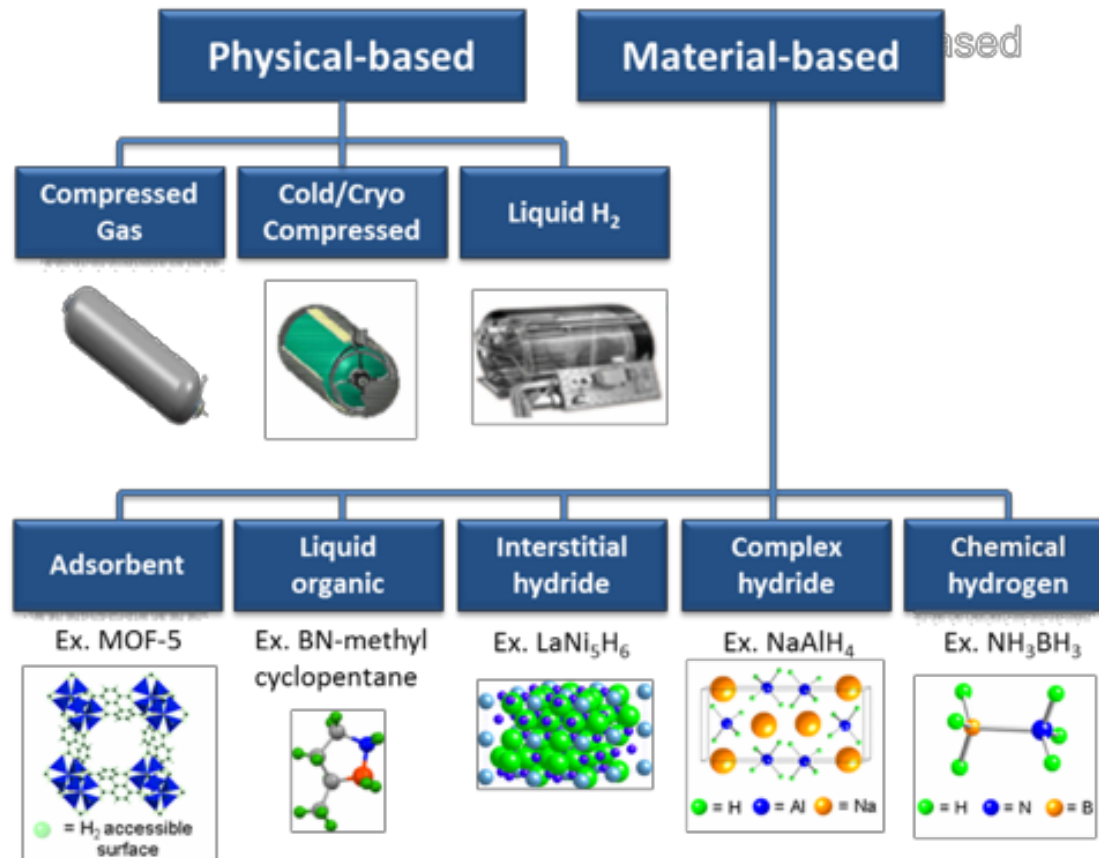 Physical-based
Material-based
ased
Compressed
Gas
Cold/Cryo
Compressed
Liquid H₂
Adsorbent
Liquid
organic
Interstitial
hydride
Complex
hydride
Chemical
hydrogen
Ex. MOF-5
Ex. BN-methyl
cyclopentane
Ex. LaNi₅H₆
Ex. NaAlH₄
Ex. NH₃BH₃
= H₂ accessible
surface
= H = Al = Na
= H = N = B